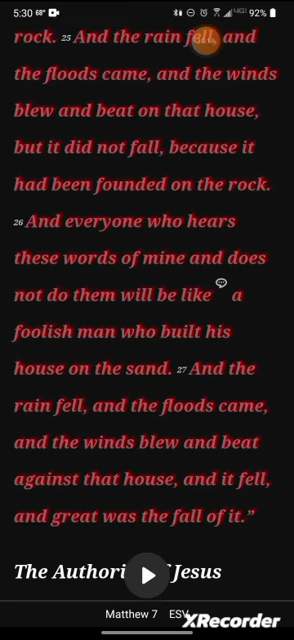 5:30 68° 92%
rock. 25 And the rain fell, and
the floods came, and the winds
blew and beat on that house,
but it did not fall, because it
had been founded on the rock.
26 And everyone who hears
these words of mine and does
not do them will be like a
foolish man who built his
house on the sand. 27 And the
rain fell, and the floods came,
and the winds blew and beat
against that house, and it fell,
and great was the fall of it.”
The Jesus
Matthew 7 ESV
XRecorder